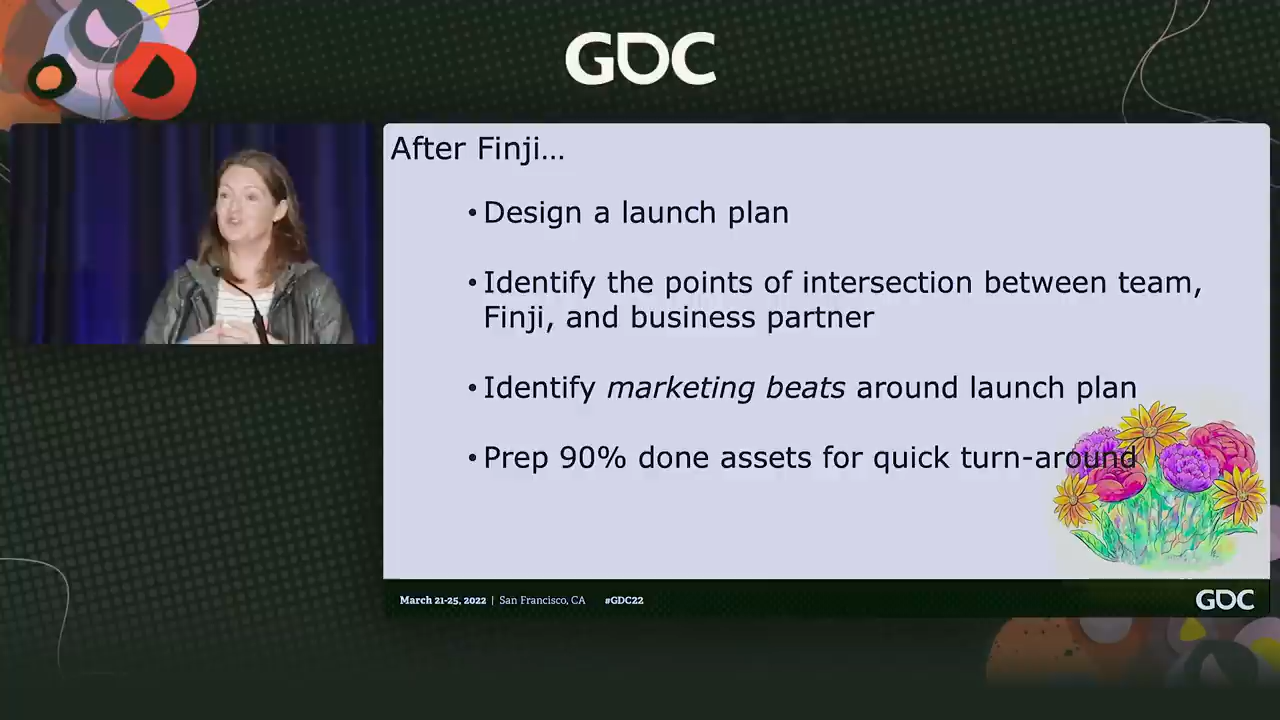 GDC
After Finji...
•Design a launch plan
•Identify the points of intersection between team,
Finji, and business partner
•Identify marketing beats around launch plan
•Prep 90% done assets for quick turn-around
March 21-25, 2022 | San Francisco, CA #GDC22
GDC